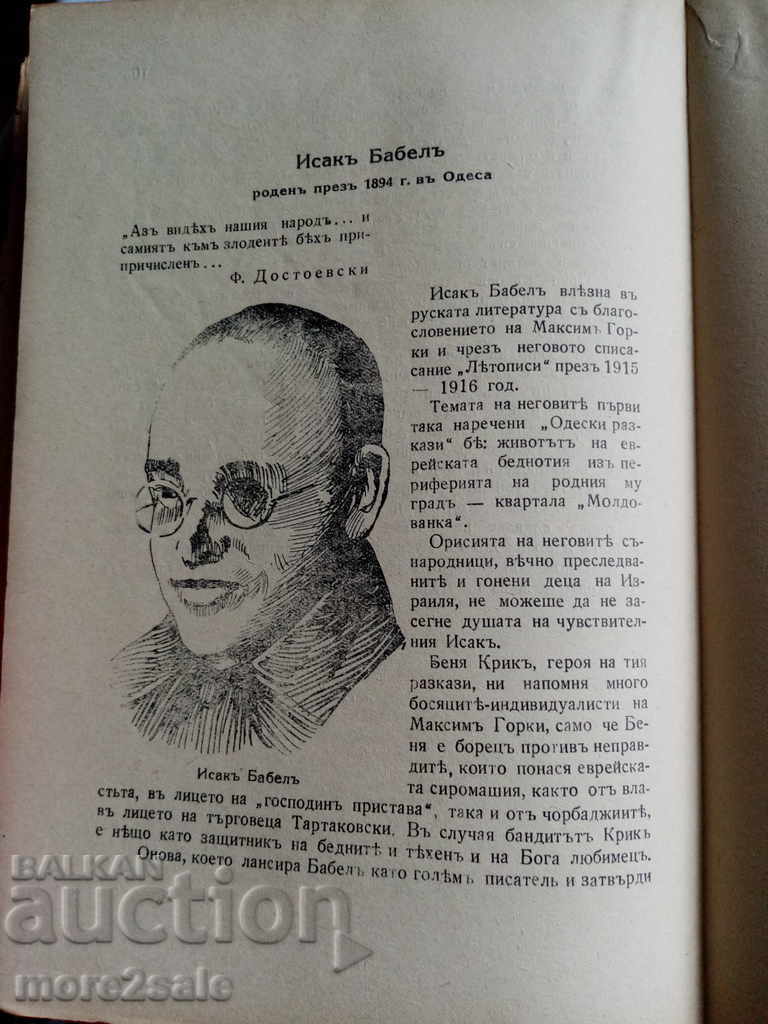 Исакъ Бабелъ
роденъ презъ 1894 г. въ Одеса
„Азъ видѣхъ нашия народъ... и
самиятъ къмъ злодеитѣ бѣхъ при-
причисленъ...
Ф. Достоевски
Исакъ Бабелъ влѣзна въ
руската литература съ благо-
словението на Максимъ Гор-
ки и чрезъ неговото списа-
сание „Лѣтописи“ презъ 1915
— 1916 год.
Темата на неговитѣ първи
така наречени „Одески раз-
кази“ бѣ: животътъ на ев-
рейската беднотия изъ пе-
риферията на родния му
градъ — квартала „Молдо-
ванка“.
Орисията на неговитѣ съ-
народници, вѣчно преследва-
нитѣ и гонени деца на Из-
раиля, не можеше да не за-
сегне душата на чувствител-
ния Исакъ.
Беня Крикъ, героя на тия
разкази, ни напомня много
босяцитѣ-индивидуалисти на
Максимъ Горки, само че Бе-
ня е борецъ противъ неправ-
дитѣ, които понася еврейска-
та сиромашия, както отъ вла-
Исакъ Бабелъ
стьта, въ лицето на „господинъ пристава“, така и отъ чорбаджиитѣ,
въ лицето на търговеца Тартаковски. Въ случая бандитътъ Крикъ
е нѣщо като защитникъ на беднитѣ и тѣхенъ и на Бога любимецъ.
Онова, което лансира Бабелъ като голѣмъ писатель и затвърди
BALKAN
auction
more2sale